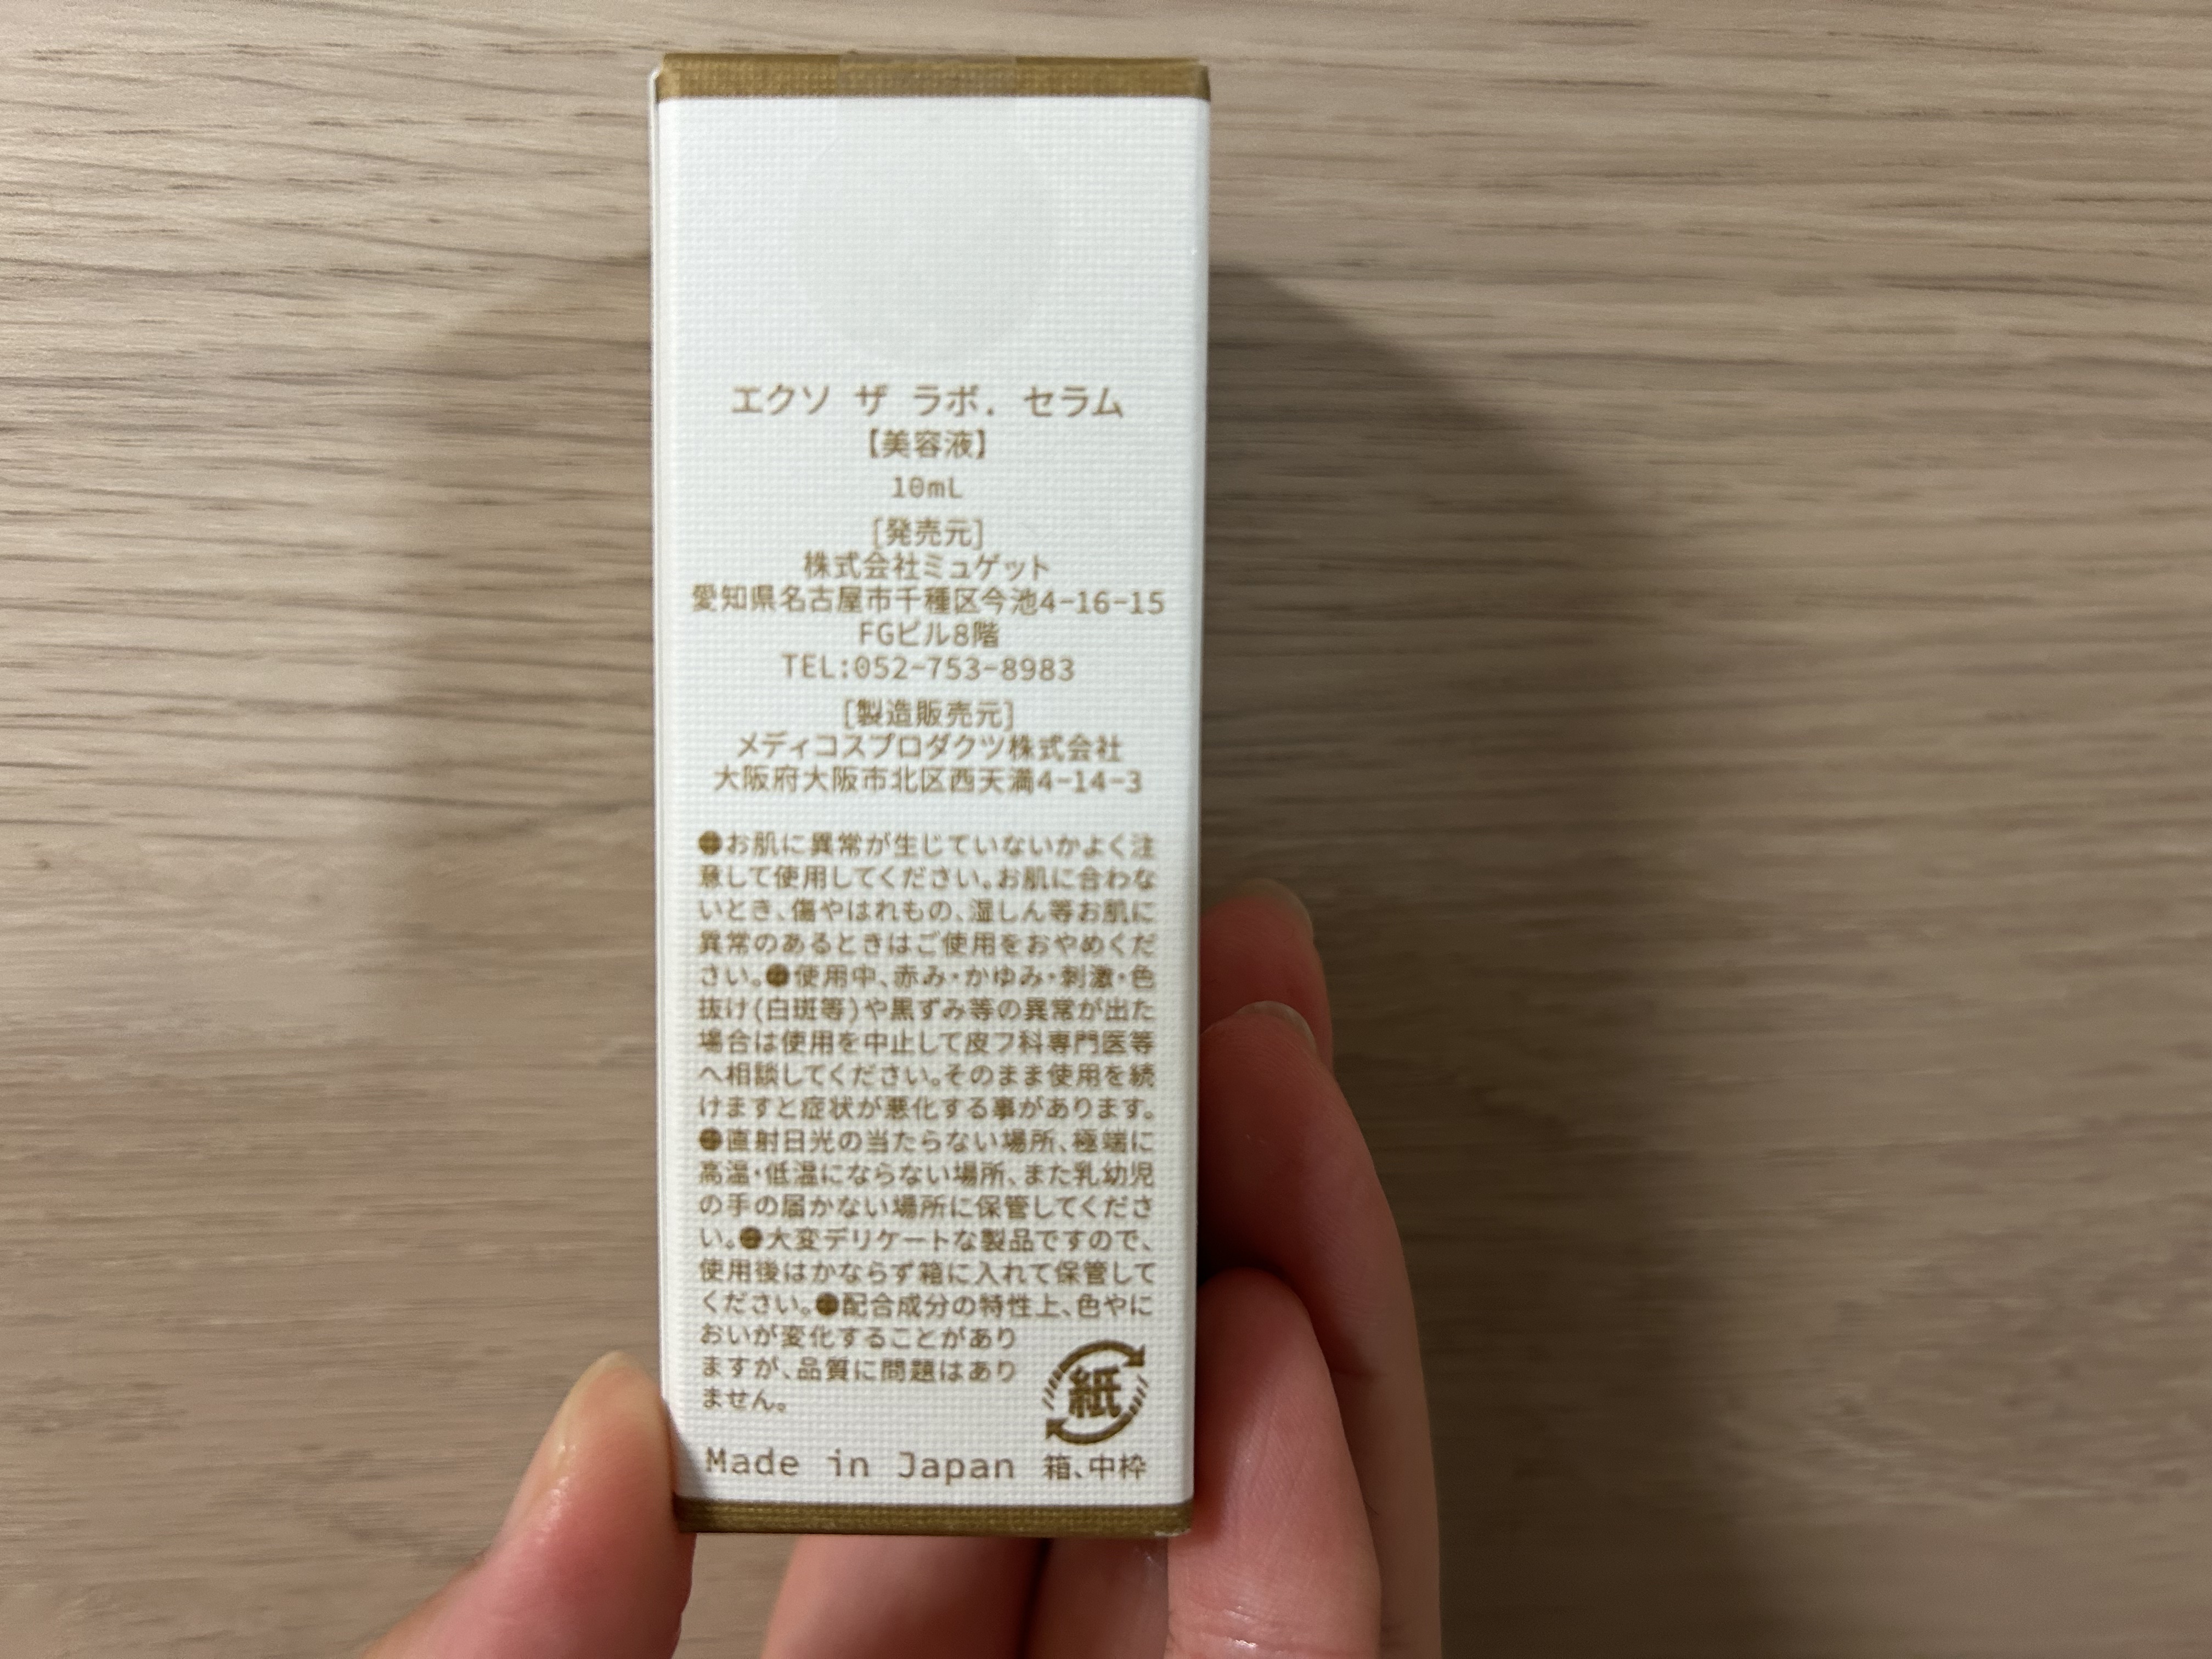 エクソ ザ ラボ. セラム
【美容液】
10mL
[発売元]
株式会社ミュゲット
愛知県名古屋市千種区今池4-16-15
FGビル8階
TEL:052-753-8983
[製造販売元]
メディコスプロダクツ株式会社
大阪府大阪市北区西天満4-14-3
●お肌に異常が生じていないかよく注
意して使用してください。お肌に合わな
いとき、傷やはれもの、湿しん等お肌に
異常のあるときはご使用をおやめくだ
さい。●使用中、赤み・かゆみ・刺激・色
抜け(白斑等)や黒ずみ等の異常が出た
場合は使用を中止して皮フ科専門医等
へ相談してください。そのまま使用を続
けますと症状が悪化する事があります。
●直射日光の当たらない場所、極端に
高温・低温にならない場所、また乳幼児
の手の届かない場所に保管してくださ
い。●大変デリケートな製品ですので、
使用後はかならず箱に入れて保管して
ください。●配合成分の特性上、色やに
おいが変化することがあり
ますが、品質に問題はあり
ません。
紙
Made in Japan 箱、中枠